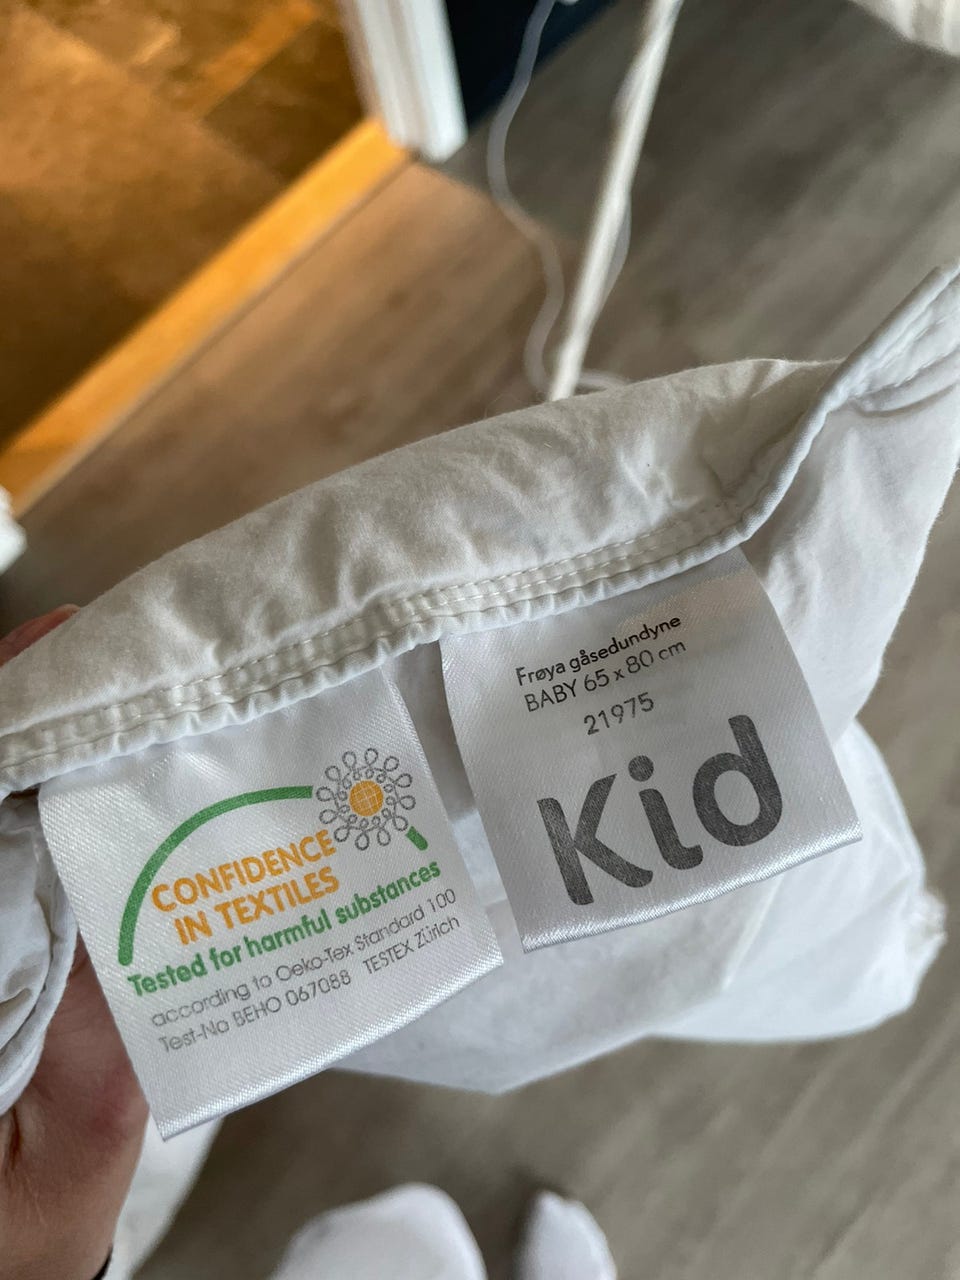 CONFIDENCE
IN TEXTILES
Tested for harmful substances
according to Oeko-Tex Standard 100
Test-No BEHO 067088 TESTEX Zürich
Frøya gåsedundyne
BABY 65 x 80 cm
21975
Kid